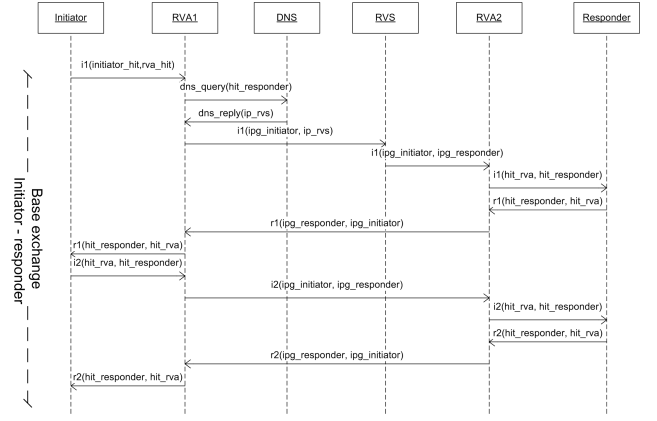 Initiator
RVA1
DNS
RVS
RVA2
Responder
i1(initiator_hit,rva_hit)
dns_query(hit_responder)
dns_reply(ip_rvs)
i1(ipg_initiator, ip_rvs)
i1(ipg_initiator, ipg_responder)
i1(hit_rva, hit_responder)
r1(hit_responder, hit_rva)
r1(ipg_responder, ipg_initiator)
r1(hit_responder, hit_rva)
i2(hit_rva, hit_responder)
i2(ipg_initiator, ipg_responder)
i2(hit_rva, hit_responder)
r2(hit_responder, hit_rva)
r2(ipg_responder, ipg_initiator)
r2(hit_responder, hit_rva)
Base exchange
Initiator - responder